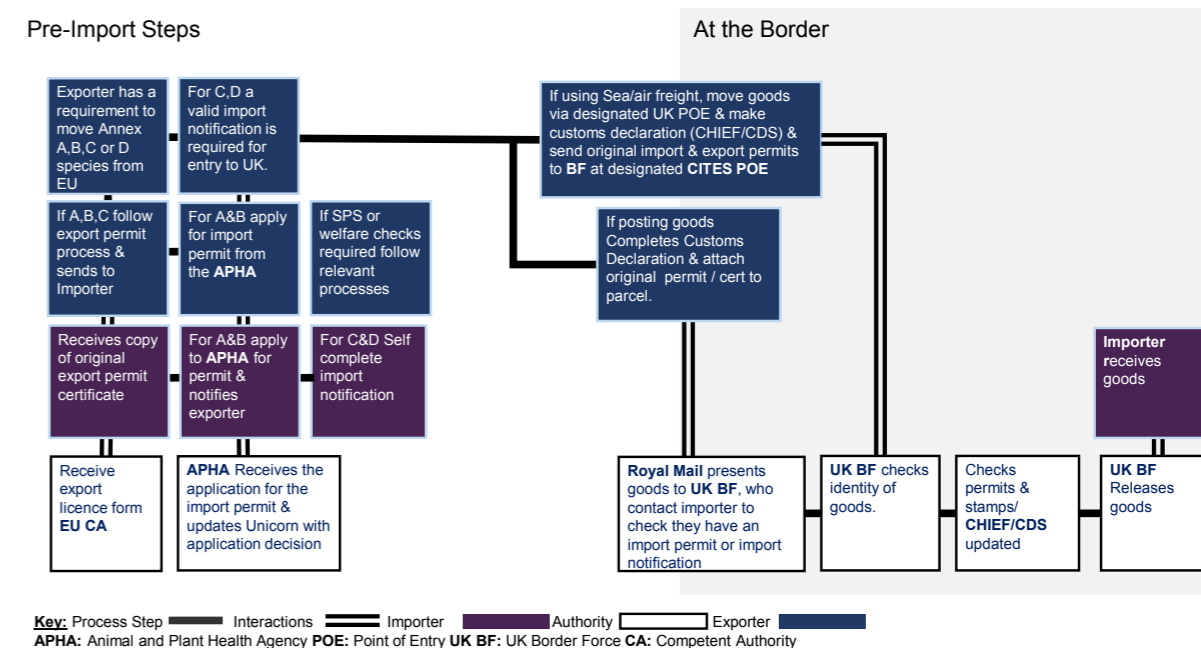 Pre-Import Steps
At the Border
Exporter has a
requirement to
move Annex
A,B,C or D
species from
EU
For C,D a
valid import
notification is
required for
entry to UK.
If using Sea/air freight, move goods
via designated UK POE & make
customs declaration (CHIEF/CDS) &
send original import & export permits
to BF at designated CITES POE
If A,B,C follow
export permit
process &
sends to
Importer
For A&B apply
for import
permit from
the APHA
If SPS or
welfare checks
required follow
relevant
processes
If posting goods
Completes Customs
Declaration & attach
original permit / cert to
parcel.
Receives copy
of original
export permit
certificate
For A&B apply
to APHA for
permit &
notifies
exporter
For C&D Self
complete
import
notification
Importer
receives
goods
Receive
export
licence form
EU CA
APHA Receives the
application for the
import permit &
updates Unicorn with
application decision
Royal Mail presents
goods to UK BF, who
contact importer to
check they have an
import permit or import
notification
UK BF checks
identity of
goods.
Checks
permits &
stamps/
CHIEF/CDS
updated
UK BF
Releases
goods
Key: Process Step Interactions Importer Authority Exporter
APHA: Animal and Plant Health Agency POE: Point of Entry UK BF: UK Border Force CA: Competent Authority